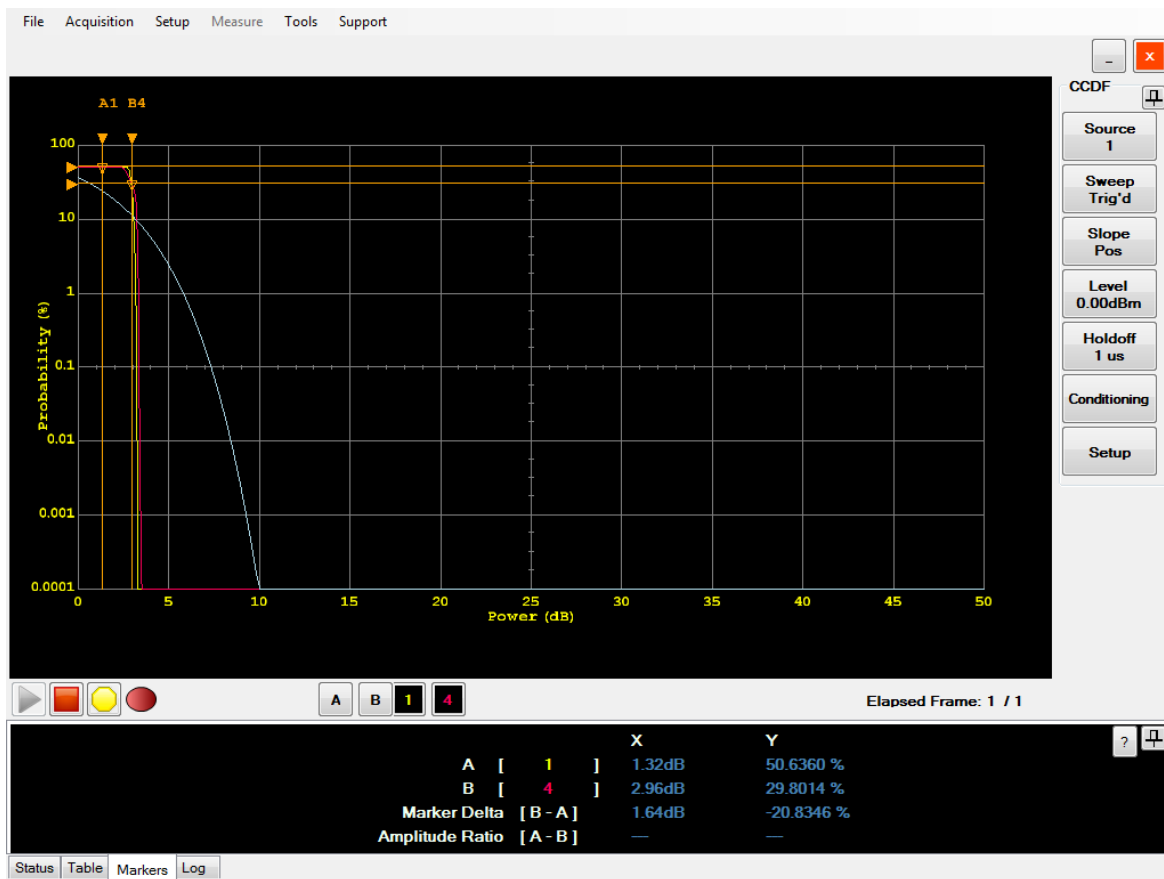 File Acquisition Setup Measure Tools Support
_ x
CCDF
Source
1
Sweep
Trig'd
Slope
Pos
Level
0.00dBm
Holdoff
1 us
Conditioning
Setup
A1 B4
100
10
1
0.1
0.01
0.001
0.0001
Probability (%)
0 5 10 15 20 25 30 35 40 45 50
Power (dB)
A B 1 4
Elapsed Frame: 1 / 1
X Y
?
A [ 1 ] 1.32dB 50.6360 %
B [ 4 ] 2.96dB 29.8014 %
Marker Delta [ B - A ] 1.64dB -20.8346 %
Amplitude Ratio [ A - B ] — —
Status Table Markers Log